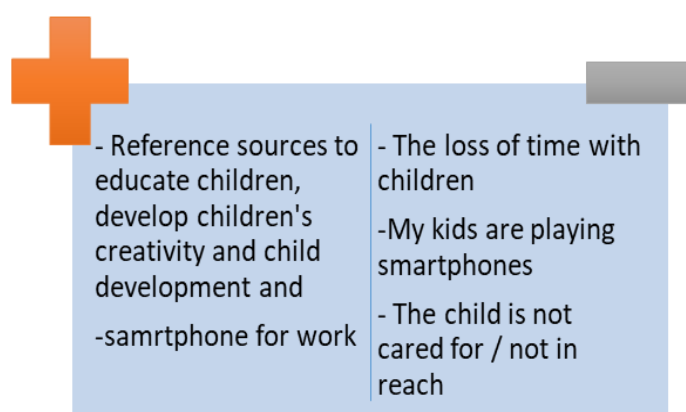 - Reference sources to
educate children,
develop children's
creativity and child
development and
-samrtphone for work
- The loss of time with
children
-My kids are playing
smartphones
- The child is not
cared for / not in
reach